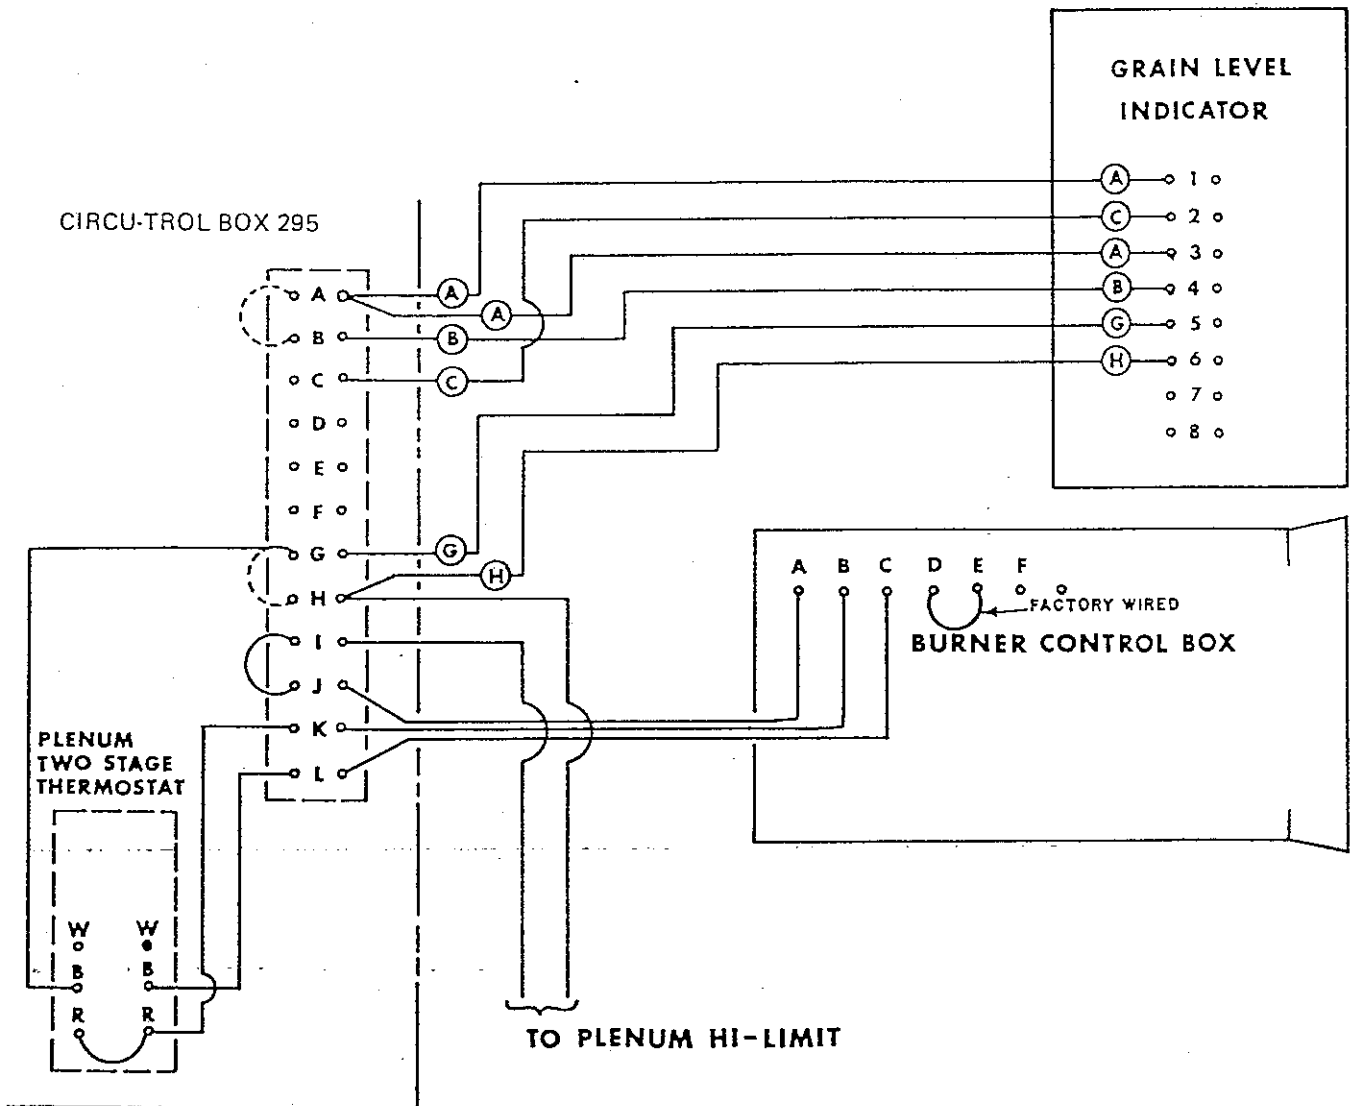 GRAIN LEVEL
INDICATOR
A 1
C 2
A 3
B 4
G 5
H 6
7
8
CIRCU-TROL BOX 295
A A
A
B B
C C
D
E
F
G G
H
H
I
J
K
L
A B C D E F
FACTORY WIRED
BURNER CONTROL BOX
PLENUM
TWO STAGE
THERMOSTAT
W W
B B
R R
TO PLENUM HI-LIMIT